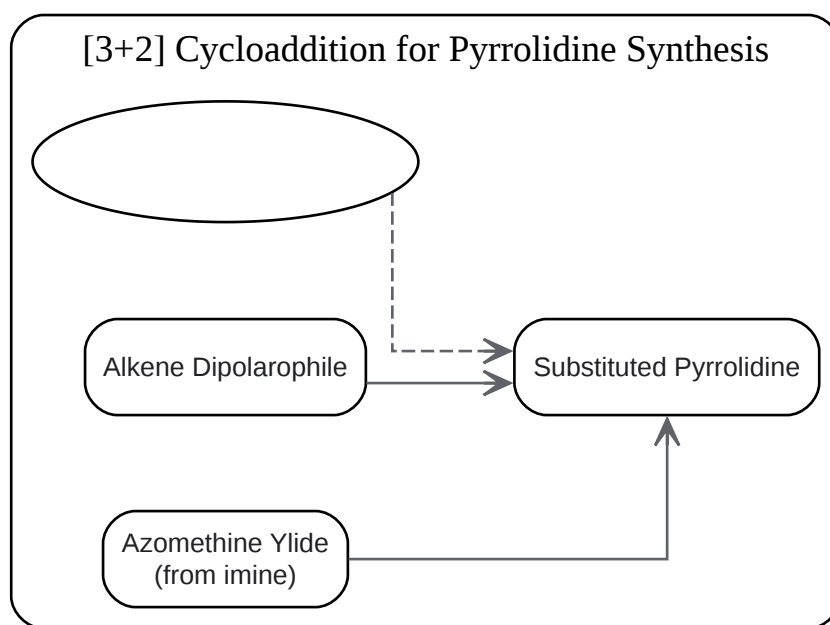 [3+2] Cycloaddition for Pyrrolidine Synthesis
Alkene Dipolarophile
Substituted Pyrrolidine
Azomethine Ylide
(from imine)